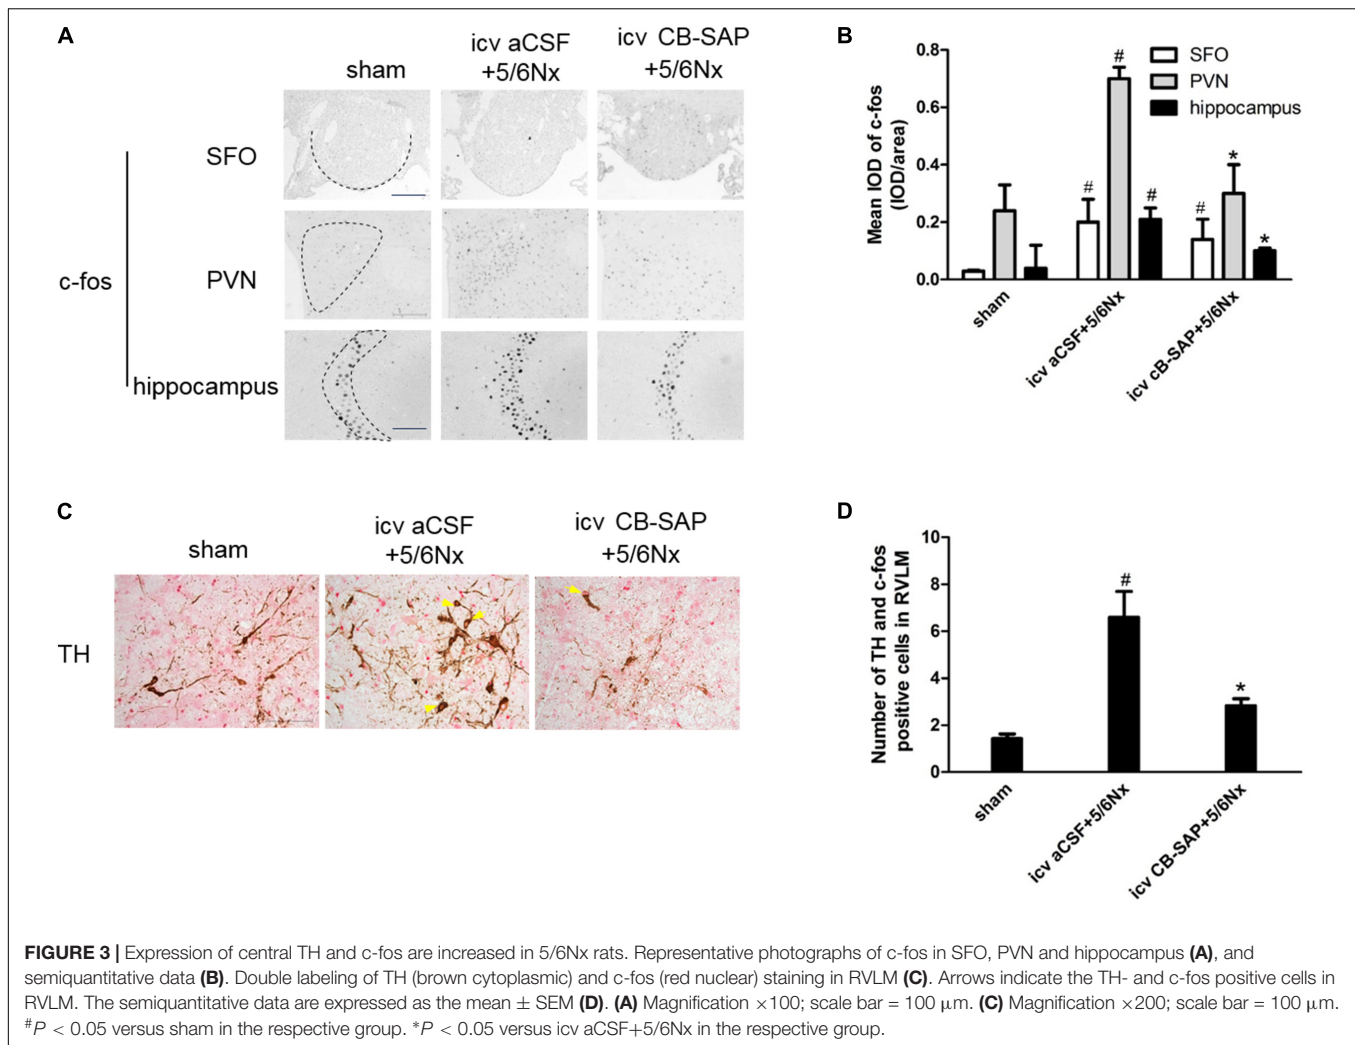 A
sham
icv aCSF
+5/6Nx
icv CB-SAP
+5/6Nx
c-fos
SFO
PVN
hippocampus
B
Mean IOD of c-fos
(IOD/area)
0.8
0.6
0.4
0.2
0.0
SFO
PVN
hippocampus
#
#
#
#
*
*
sham
icv aCSF+5/6Nx
icv cB-SAP+5/6Nx
C
sham
icv aCSF
+5/6Nx
icv CB-SAP
+5/6Nx
TH
D
Number of TH and c-fos
positive cells in RVLM
10
8
6
4
2
0
#
*
sham
icv aCSF+5/6Nx
icv CB-SAP+5/6Nx
FIGURE 3 | Expression of central TH and c-fos are increased in 5/6Nx rats. Representative photographs of c-fos in SFO, PVN and hippocampus (A), and
semiquantitative data (B). Double labeling of TH (brown cytoplasmic) and c-fos (red nuclear) staining in RVLM (C). Arrows indicate the TH- and c-fos positive cells in
RVLM. The semiquantitative data are expressed as the mean ± SEM (D). (A) Magnification ×100; scale bar = 100 μm. (C) Magnification ×200; scale bar = 100 μm.
#P < 0.05 versus sham in the respective group. *P < 0.05 versus icv aCSF+5/6Nx in the respective group.